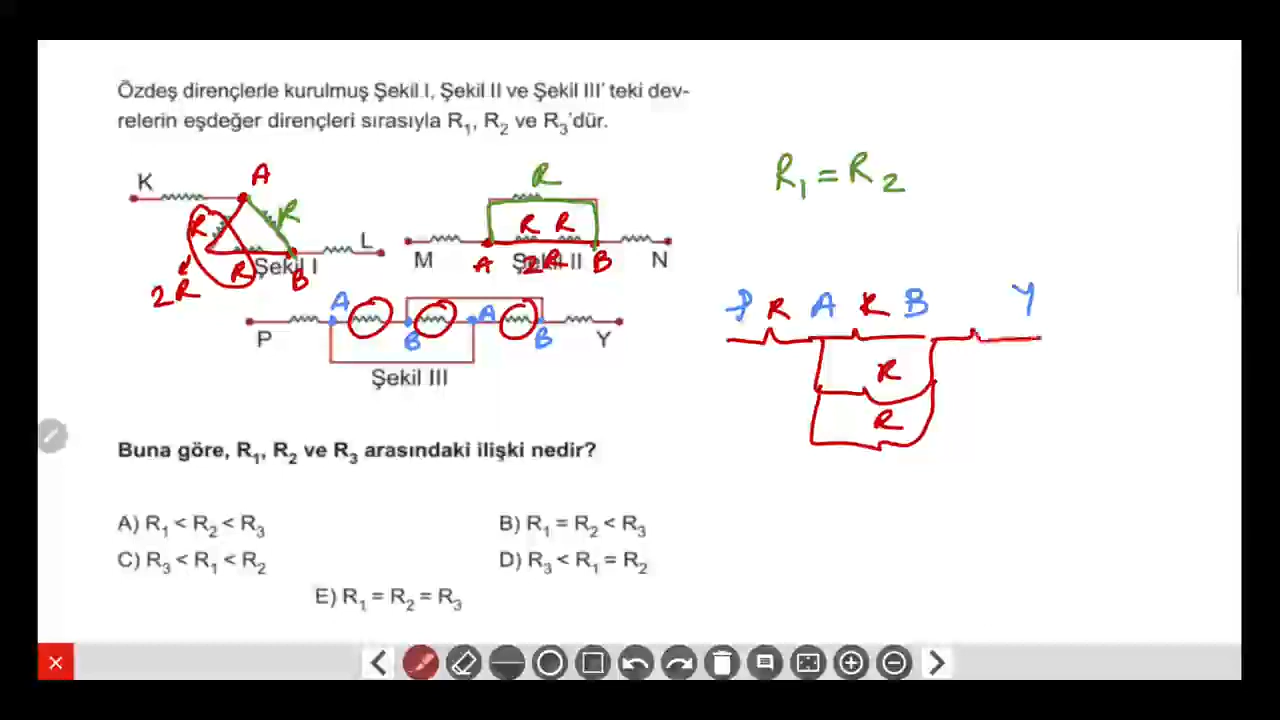 Özdeş dirençlerle kurulmuş Şekil I, Şekil II ve Şekil III' teki dev-
relerin eşdeğer dirençleri sırasıyla R₁, R₂ ve R₃'dür.
R₁ = R₂
K A R R R 2R B L Şekil I
R R R M A 2R B N Şekil II
P A B A B Y
Şekil III
P R A R B Y
R
R
Buna göre, R₁, R₂ ve R₃ arasındaki ilişki nedir?
A) R₁ < R₂ < R₃
B) R₁ = R₂ < R₃
C) R₃ < R₁ < R₂
D) R₃ < R₁ = R₂
E) R₁ = R₂ = R₃